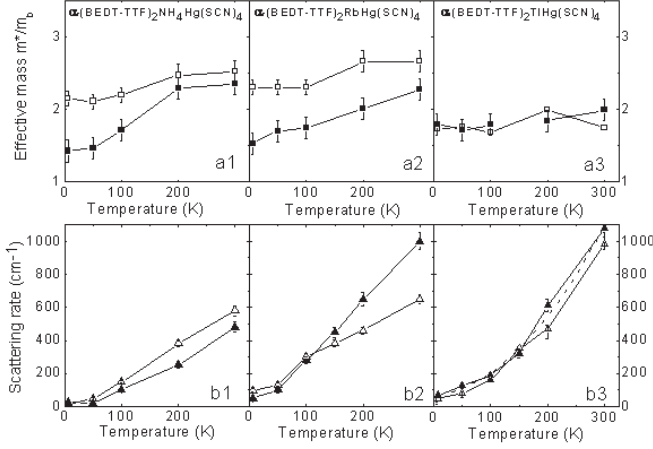 α-(BEDT-TTF)2NH4Hg(SCN)4
α-(BEDT-TTF)2RbHg(SCN)4
α-(BEDT-TTF)2TlHg(SCN)4
Effective mass m*/mb
3
2
1
3
2
1
a1
a2
a3
0 100 200
0 100 200
0 100 200 300
Temperature (K)
Temperature (K)
Temperature (K)
Scattering rate (cm-1)
1000
800
600
400
200
0
1000
800
600
400
200
0
b1
b2
b3
0 100 200
0 100 200
0 100 200 300
Temperature (K)
Temperature (K)
Temperature (K)